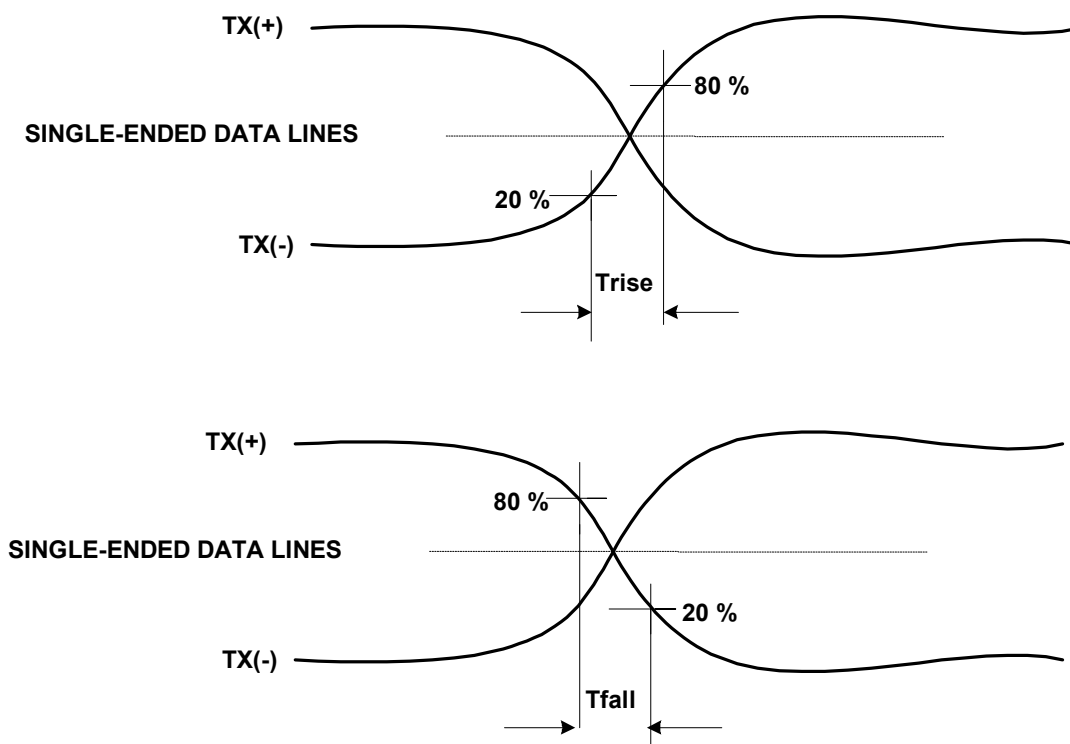 TX(+)
80 %
SINGLE-ENDED DATA LINES
20 %
TX(-)
Trise
TX(+)
80 %
SINGLE-ENDED DATA LINES
20 %
TX(-)
Tfall